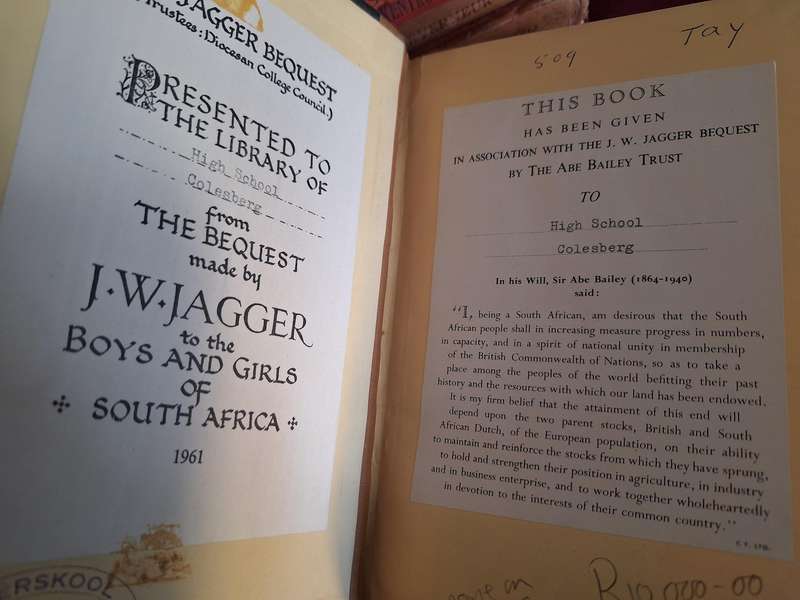 JAGGER BEQUEST
Trustees: Diocesan College Council.)
PRESENTED TO
THE LIBRARY OF
High School
Colesberg
from
THE BEQUEST
made by
J.W.JAGGER
to the
BOYS AND GIRLS
OF
SOUTH AFRICA
1961
ERSKOOL
509
TAY
THIS BOOK
HAS BEEN GIVEN
IN ASSOCIATION WITH THE J. W. JAGGER BEQUEST
BY THE ABE BAILEY TRUST
TO
High School
Colesberg
In his Will, Sir Abe Bailey (1864-1940)
said:
"I, being a South African, am desirous that the South
African people shall in increasing measure progress in numbers,
in capacity, and in a spirit of national unity in membership
of the British Commonwealth of Nations, so as to take a
place among the peoples of the world befitting their past
history and the resources with which our land has been endowed.
It is my firm belief that the attainment of this end will
depend upon the two parent stocks, British and South
African Dutch, of the European population, on their ability
to maintain and reinforce the stocks from which they have sprung,
to hold and strengthen their position in agriculture, in industry
and in business enterprise, and to work together wholeheartedly
in devotion to the interests of their common country."
C.T. LTD.
R10,000-00